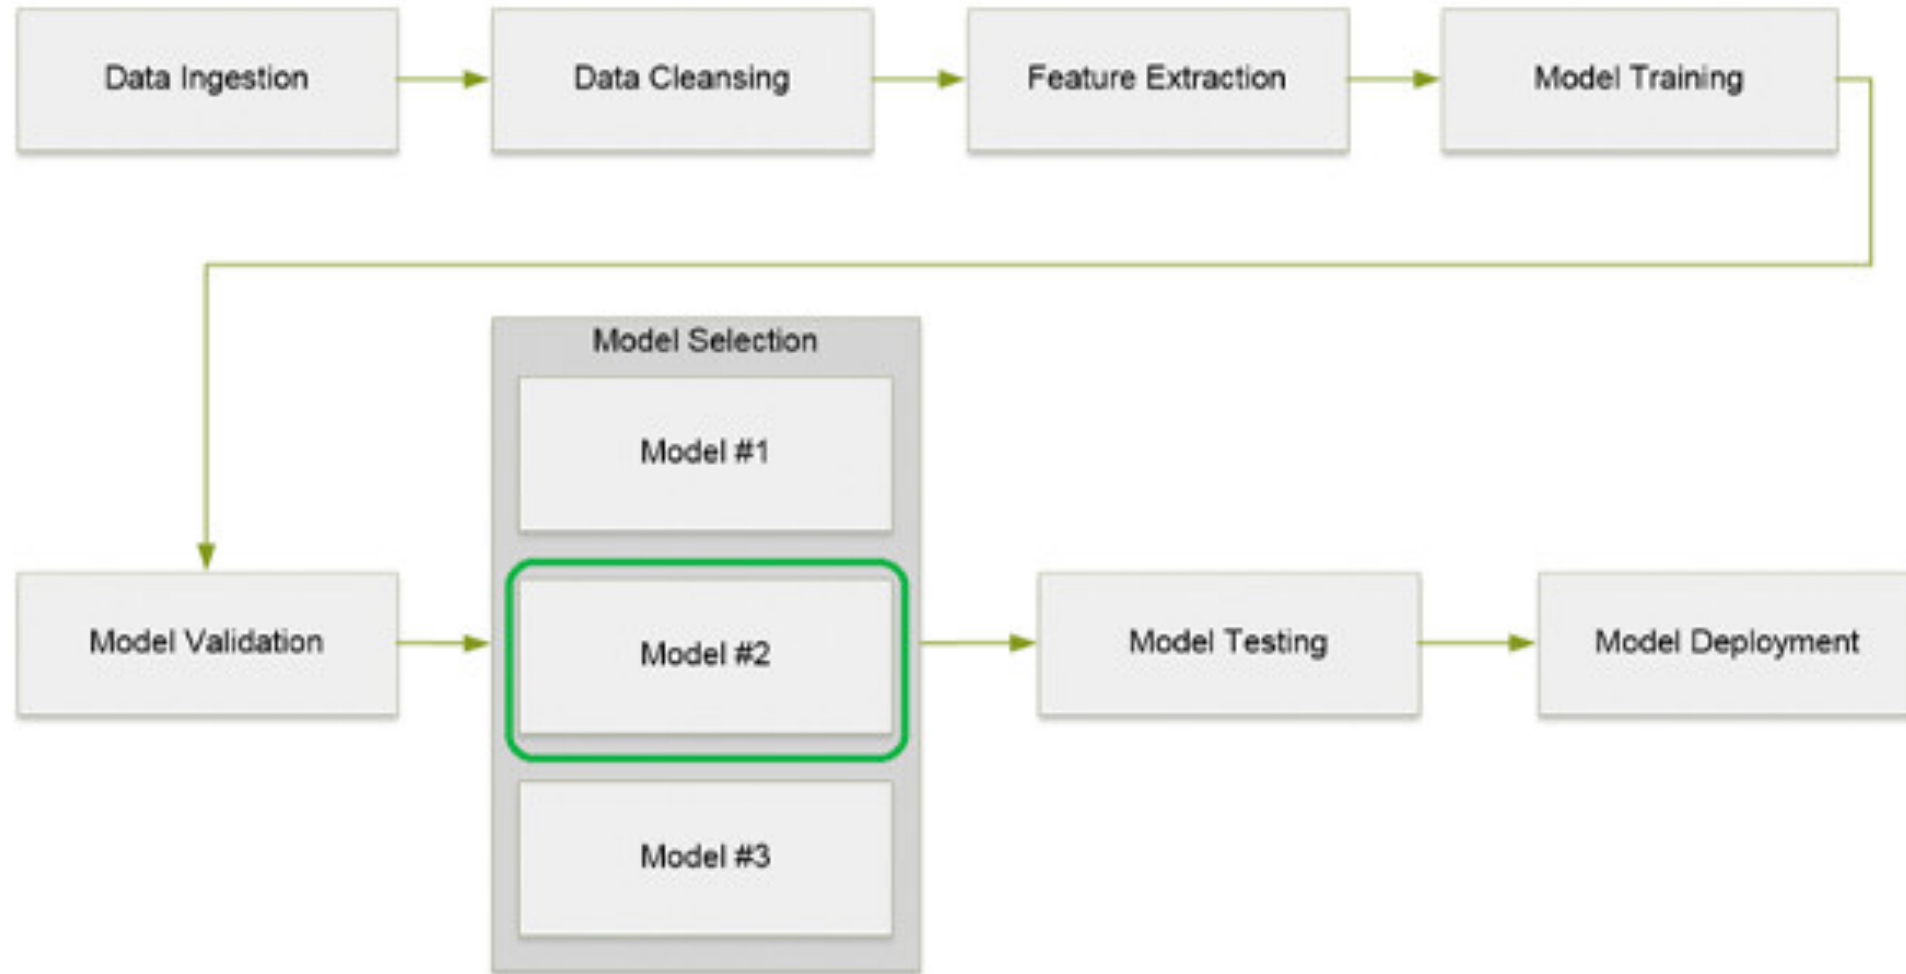 Data Ingestion
Data Cleansing
Feature Extraction
Model Training
Model Selection
Model #1
Model Validation
Model #2
Model Testing
Model Deployment
Model #3